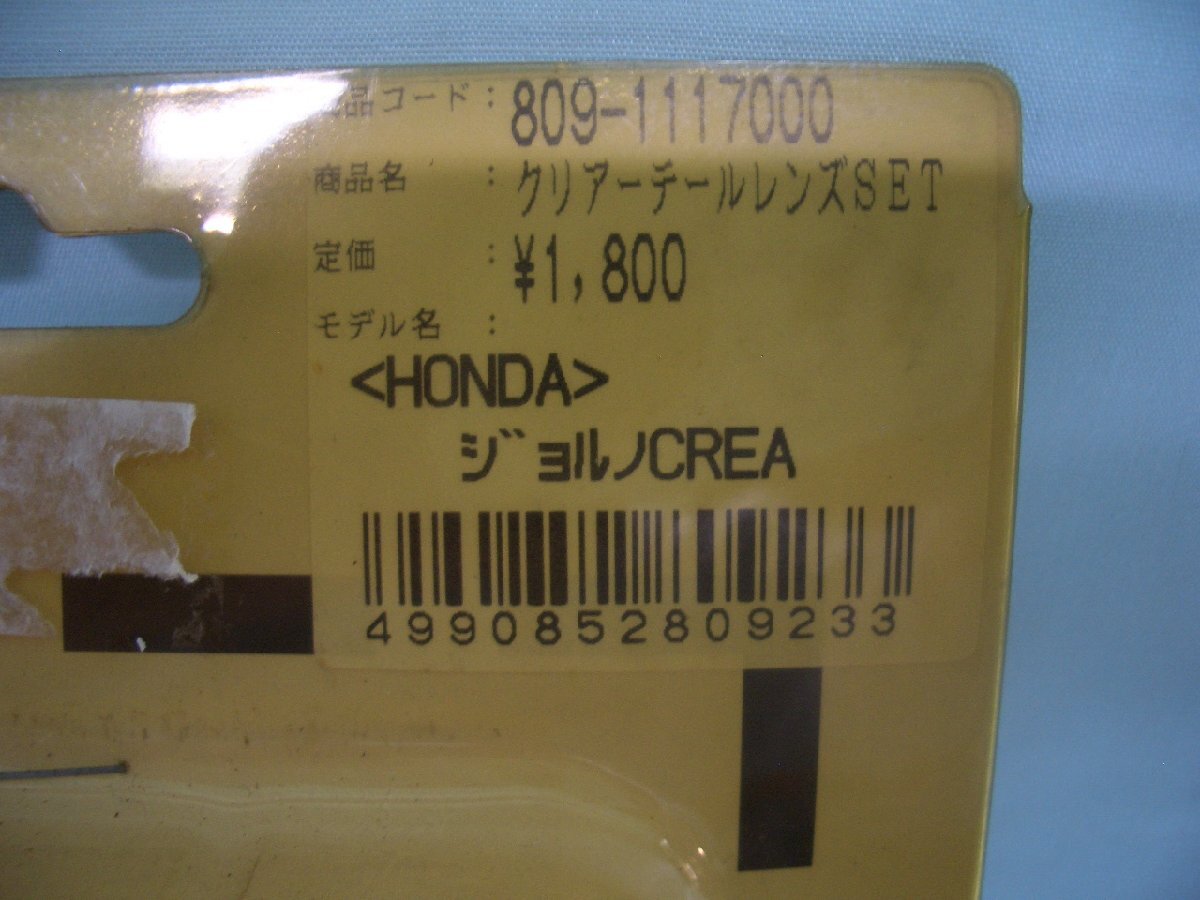 品コード： 809-1117000
商品名 ： クリアーテールレンズSET
定価 ： ¥1,800
モデル名 ：
<HONDA>
ジョルノCREA
4990852809233